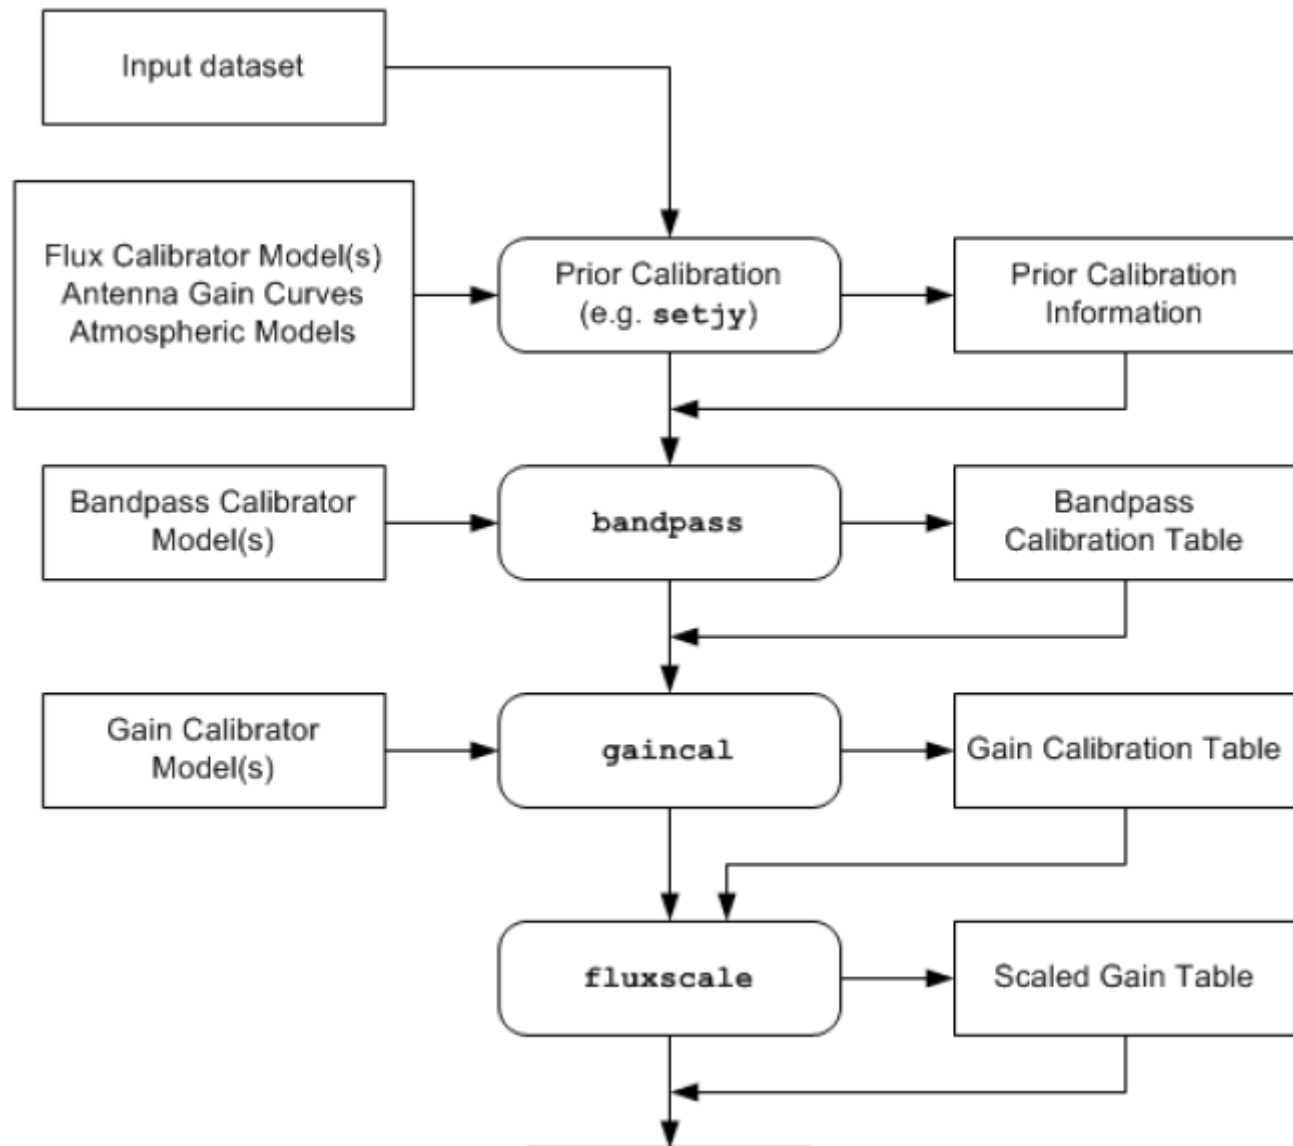 Input dataset
Flux Calibrator Model(s)
Antenna Gain Curves
Atmospheric Models
Prior Calibration
(e.g. setjy)
Prior Calibration
Information
Bandpass Calibrator
Model(s)
bandpass
Bandpass
Calibration Table
Gain Calibrator
Model(s)
gaincal
Gain Calibration Table
fluxscale
Scaled Gain Table